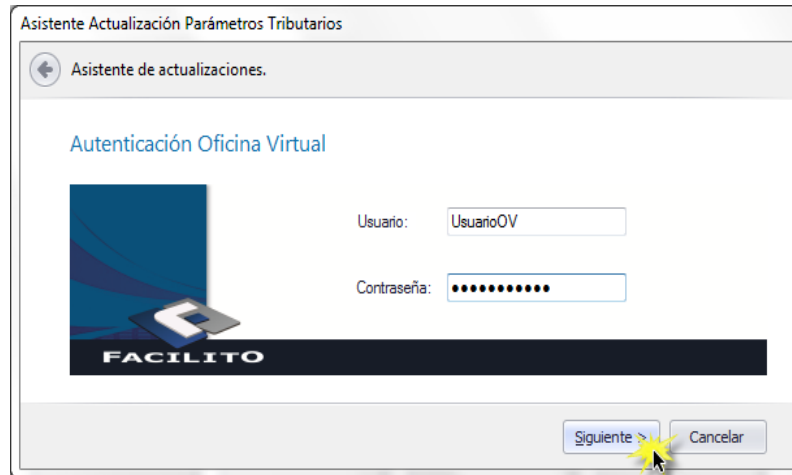 Asistente Actualización Parámetros Tributarios
Asistente de actualizaciones.
Autenticación Oficina Virtual
Usuario: UsuarioOV
Contraseña: •••••••••••
FACILITO
Siguiente > Cancelar